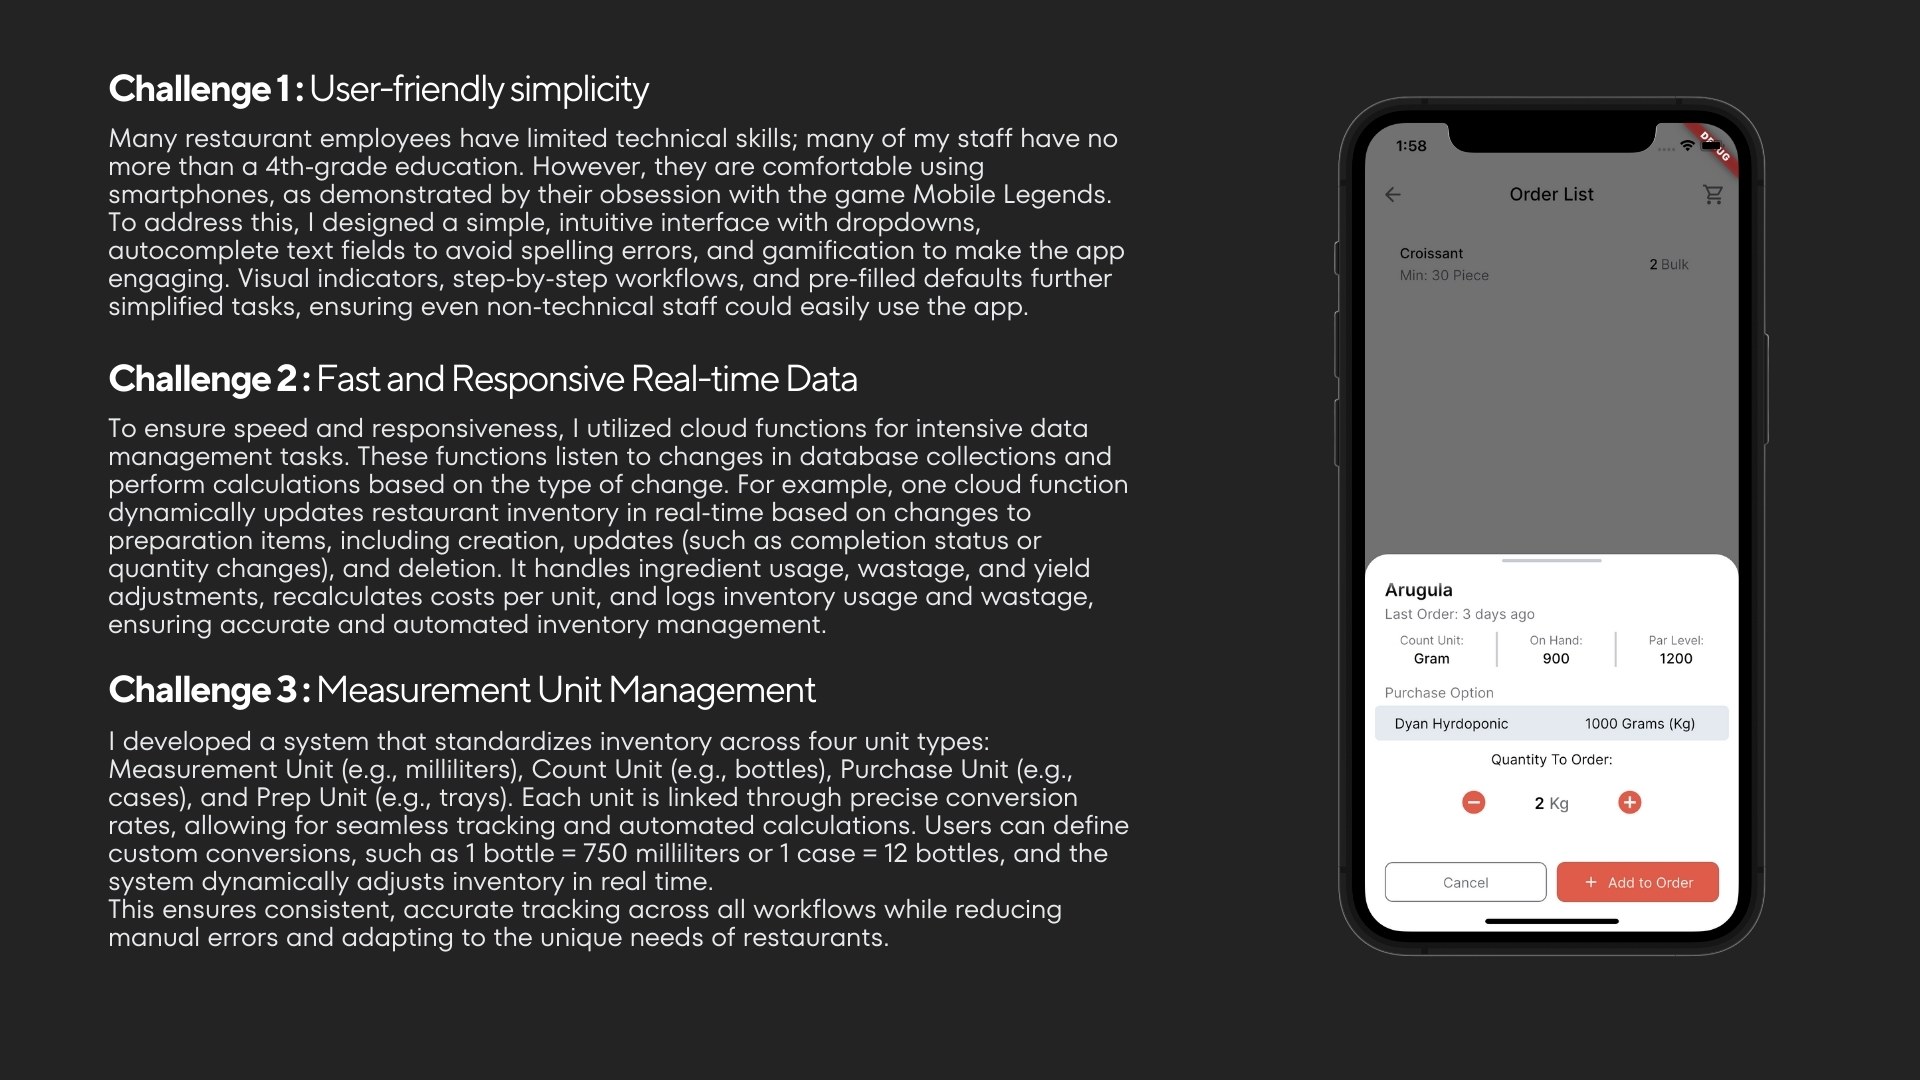 Challenge 1 : User-friendly simplicity
Many restaurant employees have limited technical skills; many of my staff have no
more than a 4th-grade education. However, they are comfortable using
smartphones, as demonstrated by their obsession with the game Mobile Legends.
To address this, I designed a simple, intuitive interface with dropdowns,
autocomplete text fields to avoid spelling errors, and gamification to make the app
engaging. Visual indicators, step-by-step workflows, and pre-filled defaults further
simplified tasks, ensuring even non-technical staff could easily use the app.
Challenge 2 : Fast and Responsive Real-time Data
To ensure speed and responsiveness, I utilized cloud functions for intensive data
management tasks. These functions listen to changes in database collections and
perform calculations based on the type of change. For example, one cloud function
dynamically updates restaurant inventory in real-time based on changes to
preparation items, including creation, updates (such as completion status or
quantity changes), and deletion. It handles ingredient usage, wastage, and yield
adjustments, recalculates costs per unit, and logs inventory usage and wastage,
ensuring accurate and automated inventory management.
Challenge 3 : Measurement Unit Management
I developed a system that standardizes inventory across four unit types:
Measurement Unit (e.g., milliliters), Count Unit (e.g., bottles), Purchase Unit (e.g.,
cases), and Prep Unit (e.g., trays). Each unit is linked through precise conversion
rates, allowing for seamless tracking and automated calculations. Users can define
custom conversions, such as 1 bottle = 750 milliliters or 1 case = 12 bottles, and the
system dynamically adjusts inventory in real time.
This ensures consistent, accurate tracking across all workflows while reducing
manual errors and adapting to the unique needs of restaurants.
1:58
Order List
Croissant
Min: 30 Piece
2 Bulk
Arugula
Last Order: 3 days ago
Count Unit: On Hand: Par Level:
Gram 900 1200
Purchase Option
Dyan Hyrdoponic 1000 Grams (Kg)
Quantity To Order:
2 Kg
Cancel + Add to Order